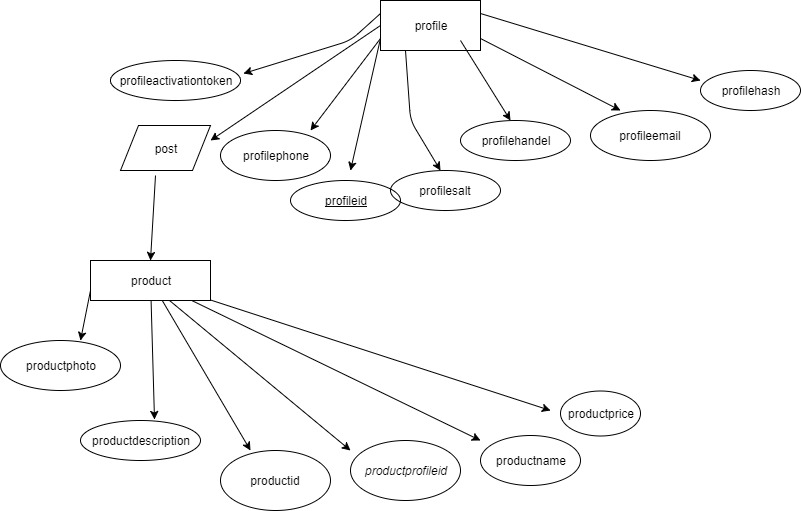 profile
profileactivationtoken
profilehash
post
profilephone
profilehandel
profileemail
profileid
profilesalt
product
productphoto
productdescription
productprice
productid
productprofileid
productname